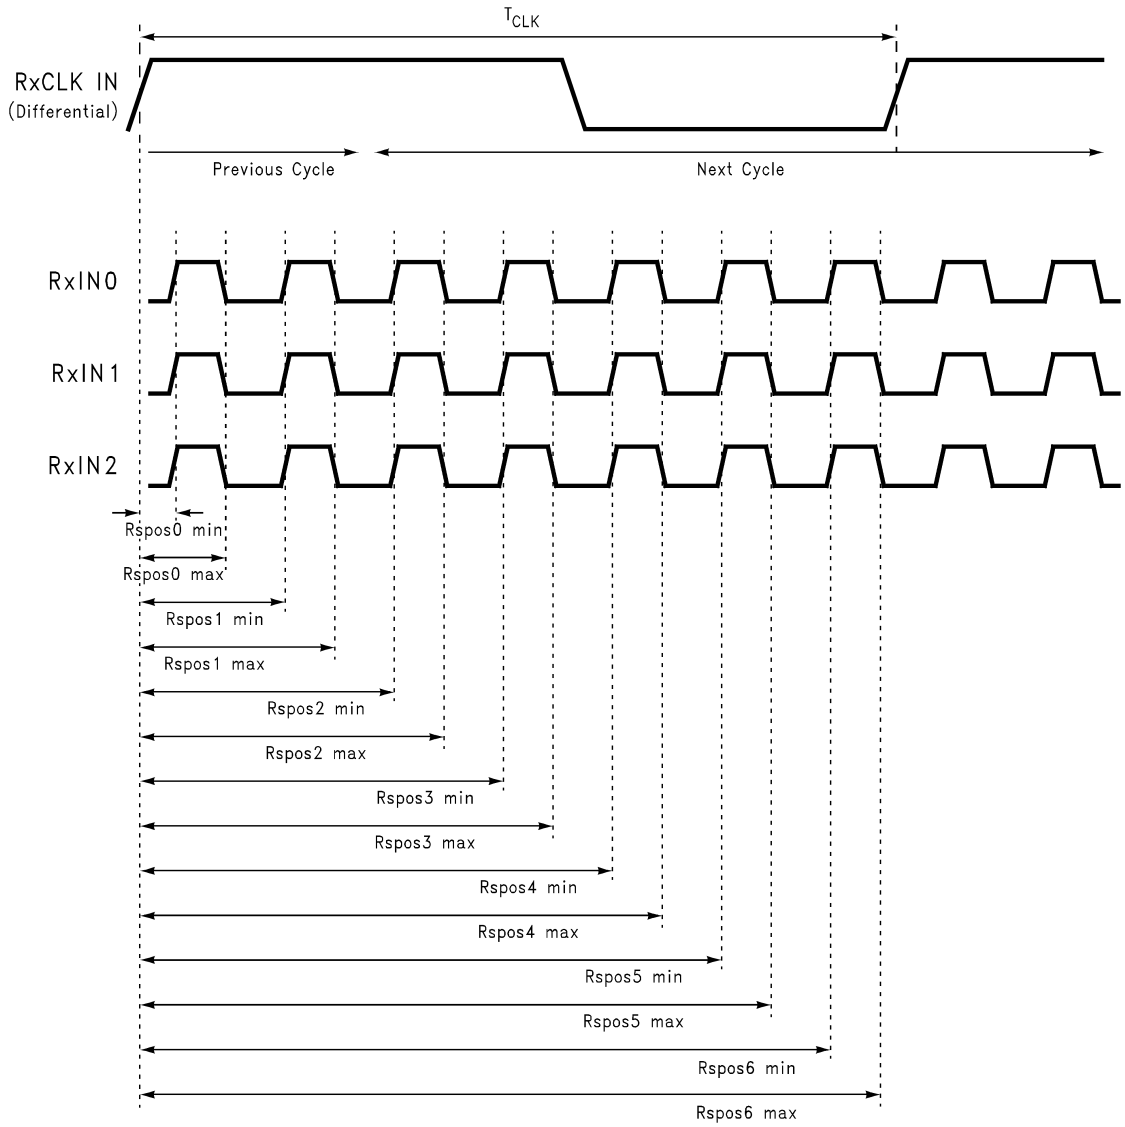 TCLK
RxCLK IN
(Differential)
Previous Cycle
Next Cycle
RxIN0
RxIN1
RxIN2
Rspos0 min
Rspos0 max
Rspos1 min
Rspos1 max
Rspos2 min
Rspos2 max
Rspos3 min
Rspos3 max
Rspos4 min
Rspos4 max
Rspos5 min
Rspos5 max
Rspos6 min
Rspos6 max